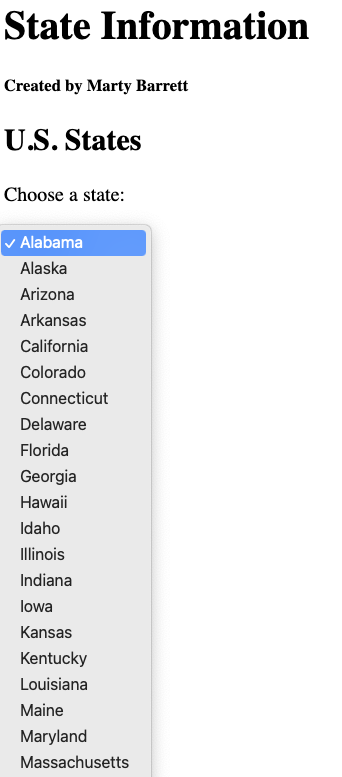 State Information
Created by Marty Barrett
U.S. States
Choose a state:
✓ Alabama
Alaska
Arizona
Arkansas
California
Colorado
Connecticut
Delaware
Florida
Georgia
Hawaii
Idaho
Illinois
Indiana
Iowa
Kansas
Kentucky
Louisiana
Maine
Maryland
Massachusetts